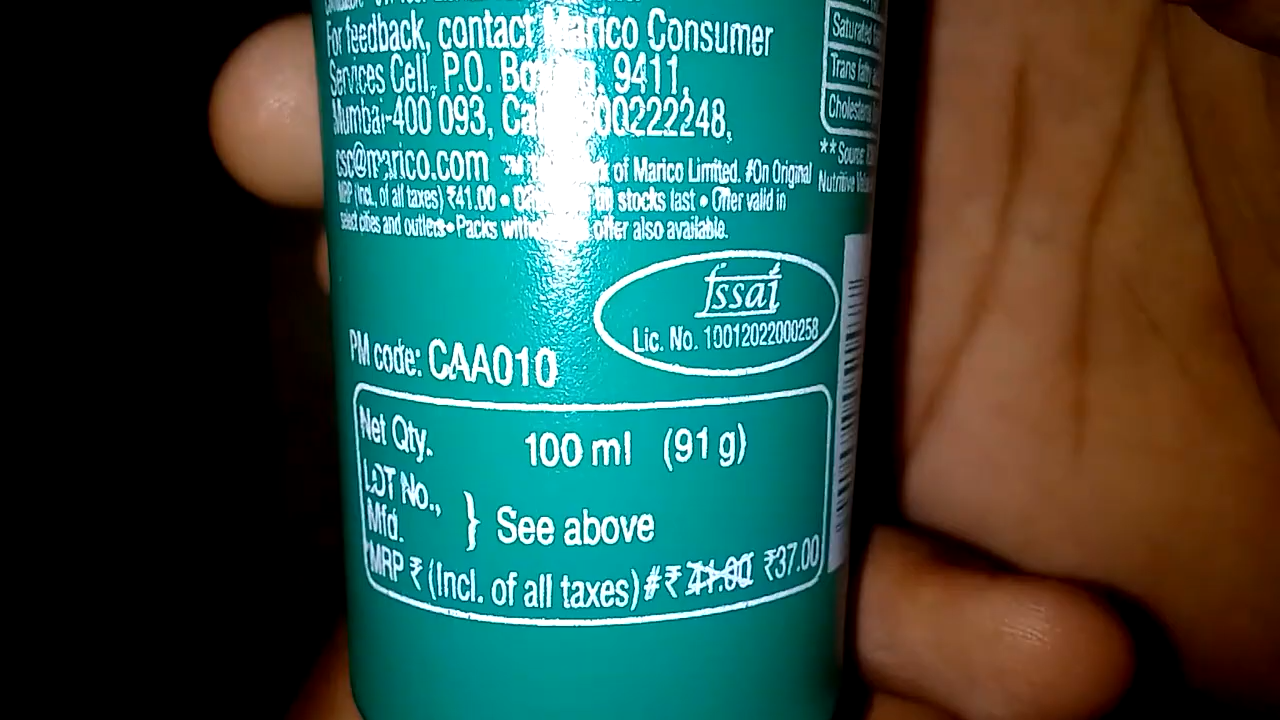 For feedback, contact Marico Consumer
Services Cell, P.O. 9411,
Mumbai-400 093,
csc@marico.com ™ of Marico Limited. #On Original
MRP (Incl. of all taxes) ₹41.00 • stocks last • Offer valid in
select cities and outlets • Packs offer also available.
Saturated
Trans fatty
Cholesterol
**Source
Nutritive
fssai
Lic. No. 10012022000258
PM code: CAA010
Net Qty. 100 ml (91 g)
LOT No.,
Mfd. } See above
MRP ₹ (Incl. of all taxes) #₹ 41.00 ₹37.00